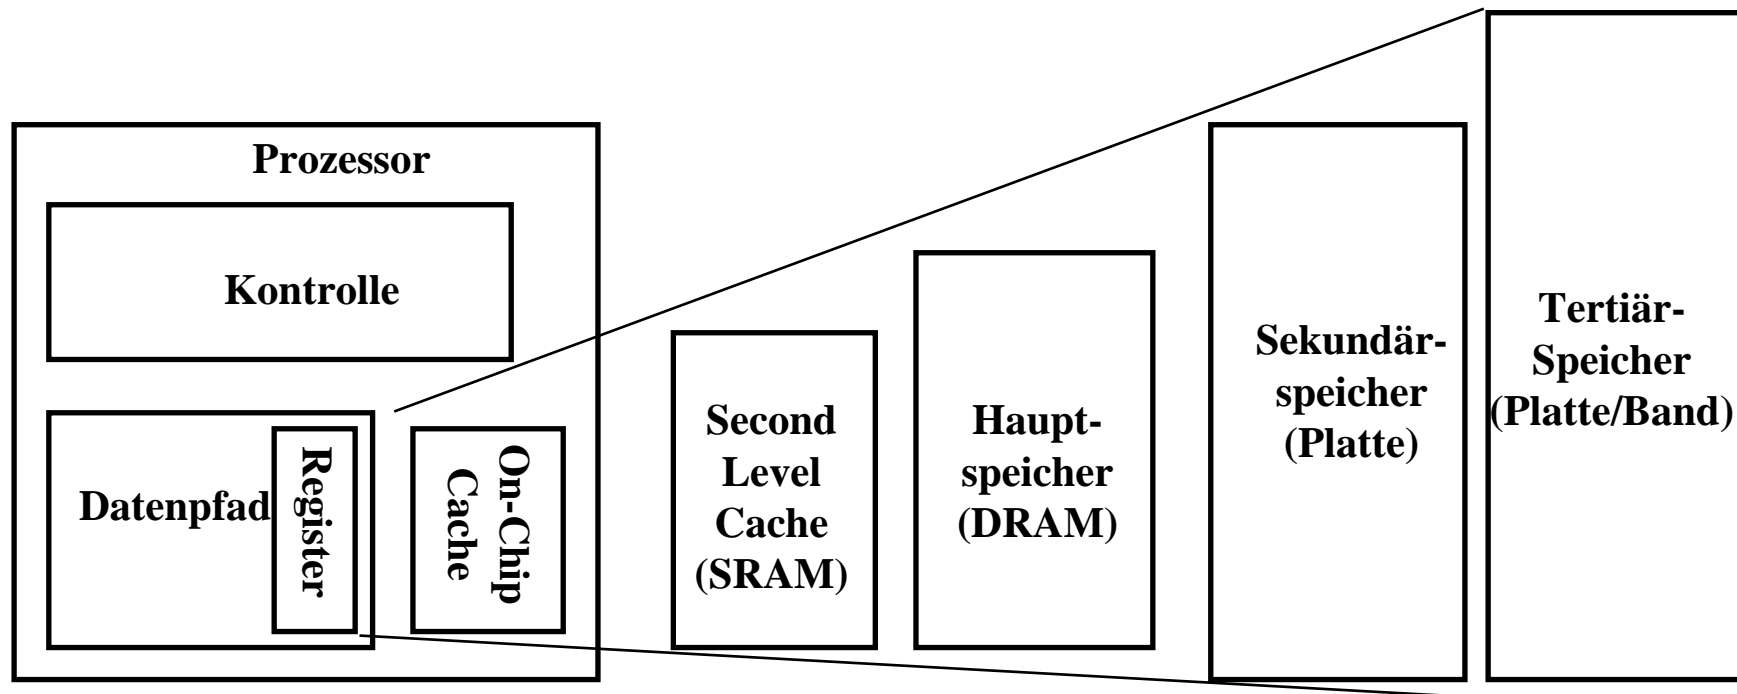 Prozessor
Kontrolle
Datenpfad
Register
On-Chip
Cache
Second
Level
Cache
(SRAM)
Haupt-
speicher
(DRAM)
Sekundär-
speicher
(Platte)
Tertiär-
Speicher
(Platte/Band)